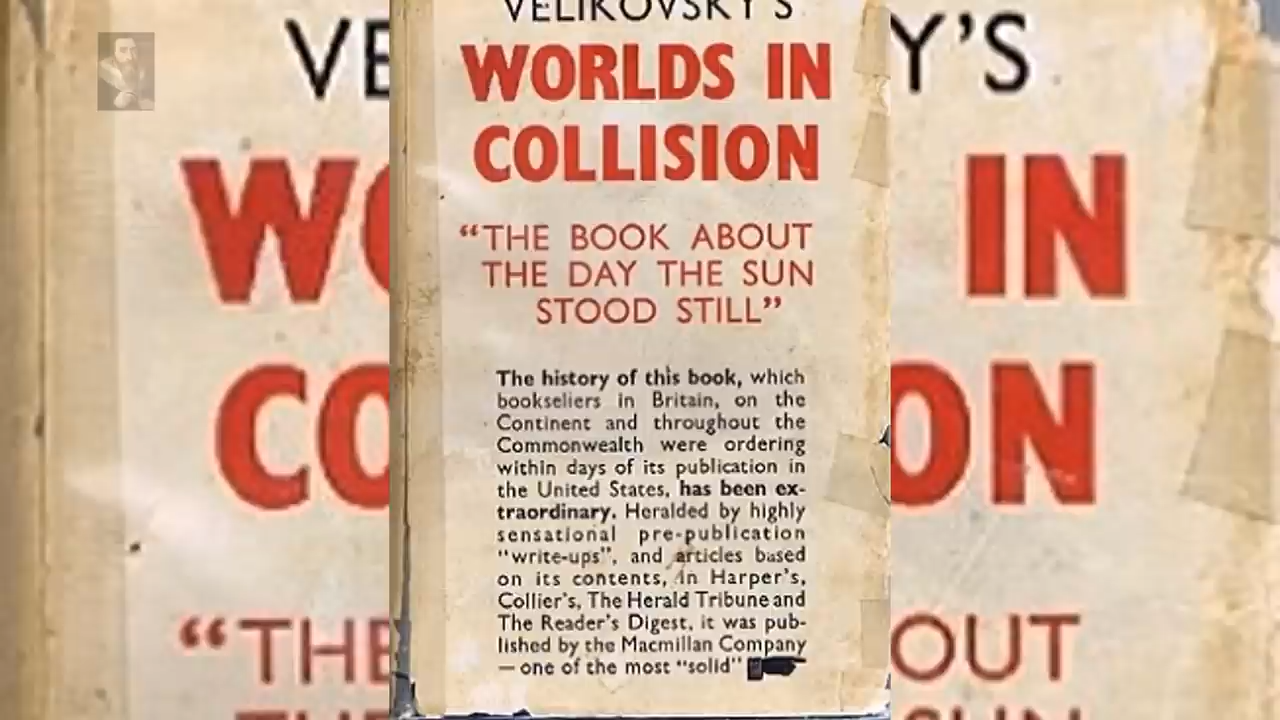 VELIKOVSKY'S
WORLDS IN
COLLISION
“THE BOOK ABOUT
THE DAY THE SUN
STOOD STILL”
The history of this book, which
booksellers in Britain, on the
Continent and throughout the
Commonwealth were ordering
within days of its publication in
the United States, has been ex-
traordinary. Heralded by highly
sensational pre-publication
“write-ups”, and articles based
on its contents, in Harper's,
Collier's, The Herald Tribune and
The Reader's Digest, it was pub-
lished by the Macmillan Company
— one of the most “solid”